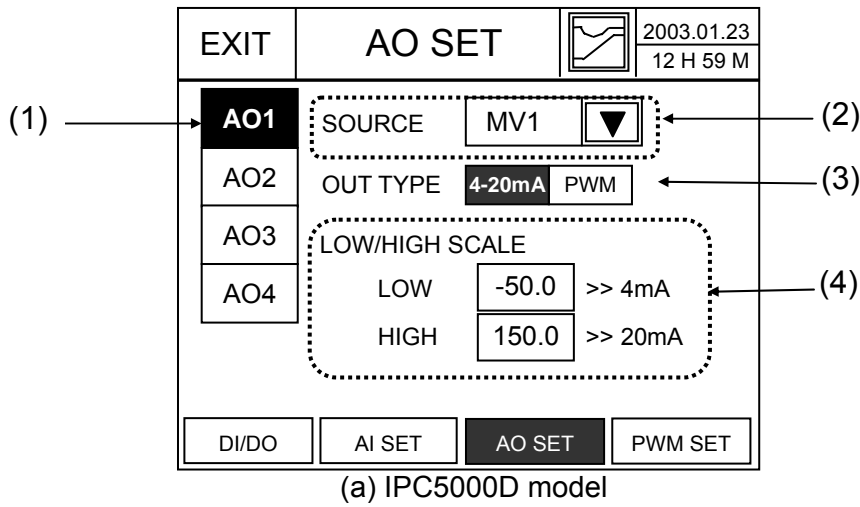 EXIT
AO SET
2003.01.23
12 H 59 M
(1)
AO1
SOURCE
MV1
(2)
AO2
OUT TYPE
4-20mA
PWM
(3)
AO3
LOW/HIGH SCALE
AO4
LOW
-50.0
>> 4mA
(4)
HIGH
150.0
>> 20mA
DI/DO
AI SET
AO SET
PWM SET
(a) IPC5000D model